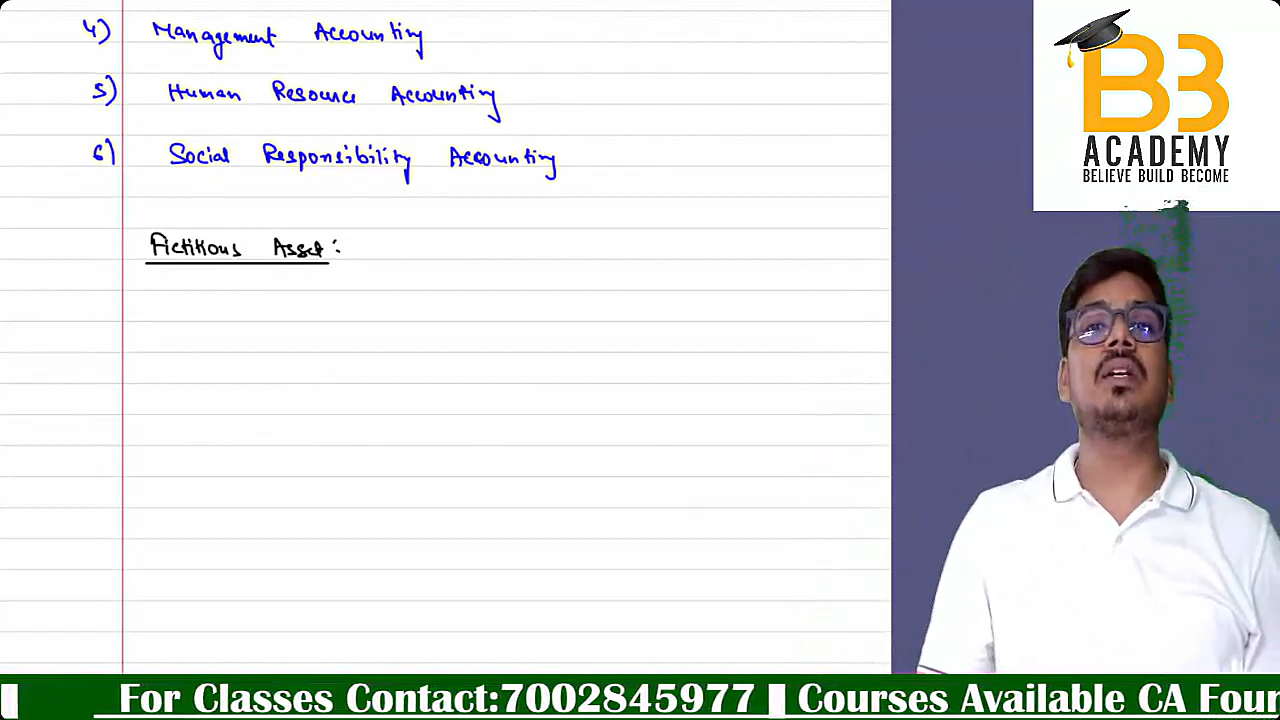 4) Management Accounting
5) Human Resource Accounting
6) Social Responsibility Accounting
Fictitious Asset:
B3
ACADEMY
BELIEVE BUILD BECOME
For Classes Contact:7002845977 | Courses Available CA Four